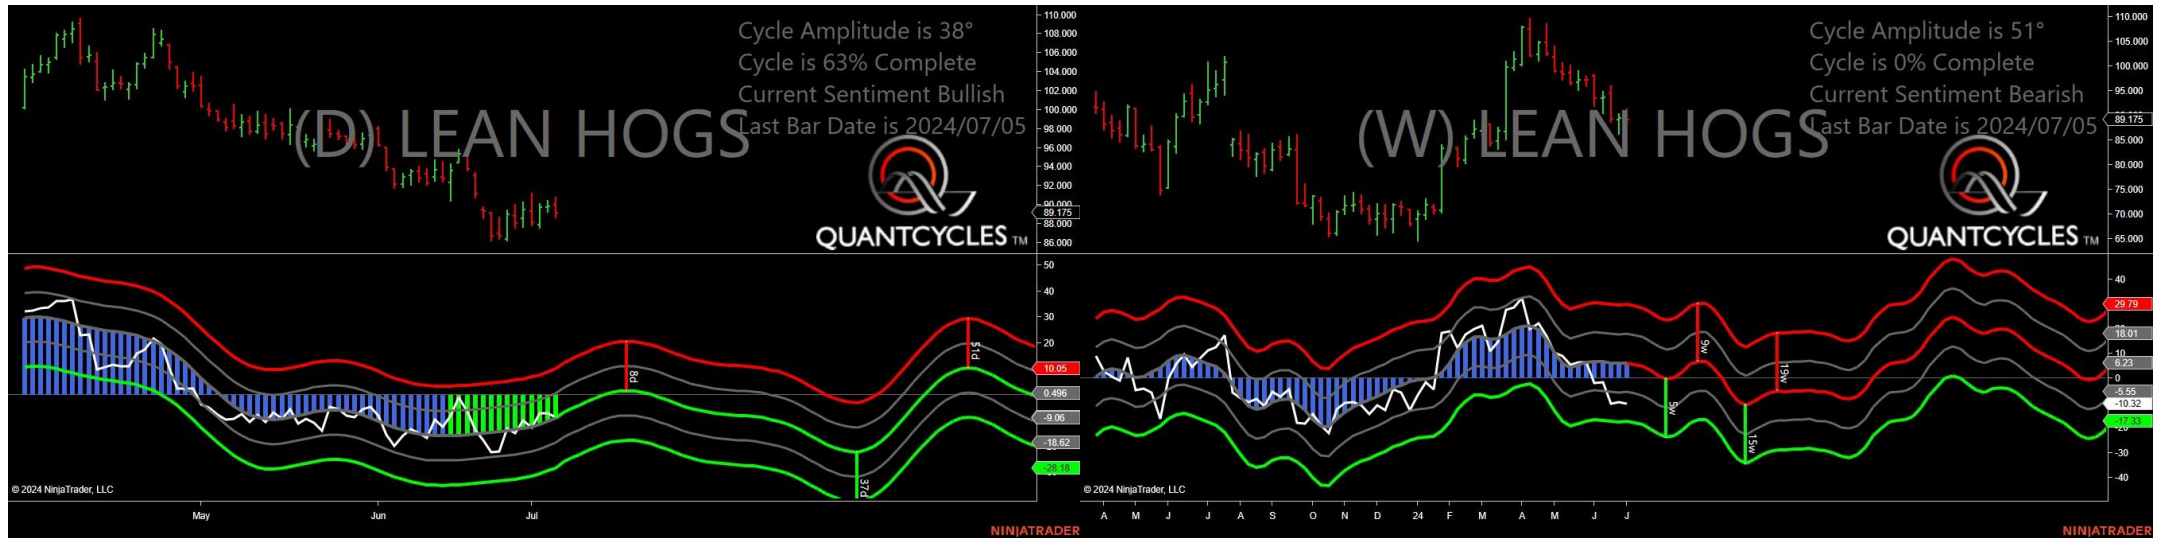 Cycle Amplitude is 38°
Cycle is 63% Complete
Current Sentiment Bullish
Last Bar Date is 2024/07/05
(D) LEAN HOGS
QUANTCYCLES TM
110.000
108.000
106.000
104.000
102.000
100.000
98.000
96.000
94.000
92.000
90.000
89.175
88.000
86.000
50
40
30
20
10.05
0.496
-9.06
-18.62
-28.18
8d
37d
51d
© 2024 NinjaTrader, LLC
May Jun Jul
NINJATRADER
Cycle Amplitude is 51°
Cycle is 0% Complete
Current Sentiment Bearish
Last Bar Date is 2024/07/05
(W) LEAN HOGS
QUANTCYCLES TM
110.000
105.000
100.000
95.000
89.175
85.000
80.000
75.000
70.000
65.000
40
29.79
18.01
10
6.23
0
-5.55
-10.32
-17.33
-30
-40
9w
19w
5w
15w
© 2024 NinjaTrader, LLC
A M J J A S O N D 24 F M A M J J
NINJATRADER